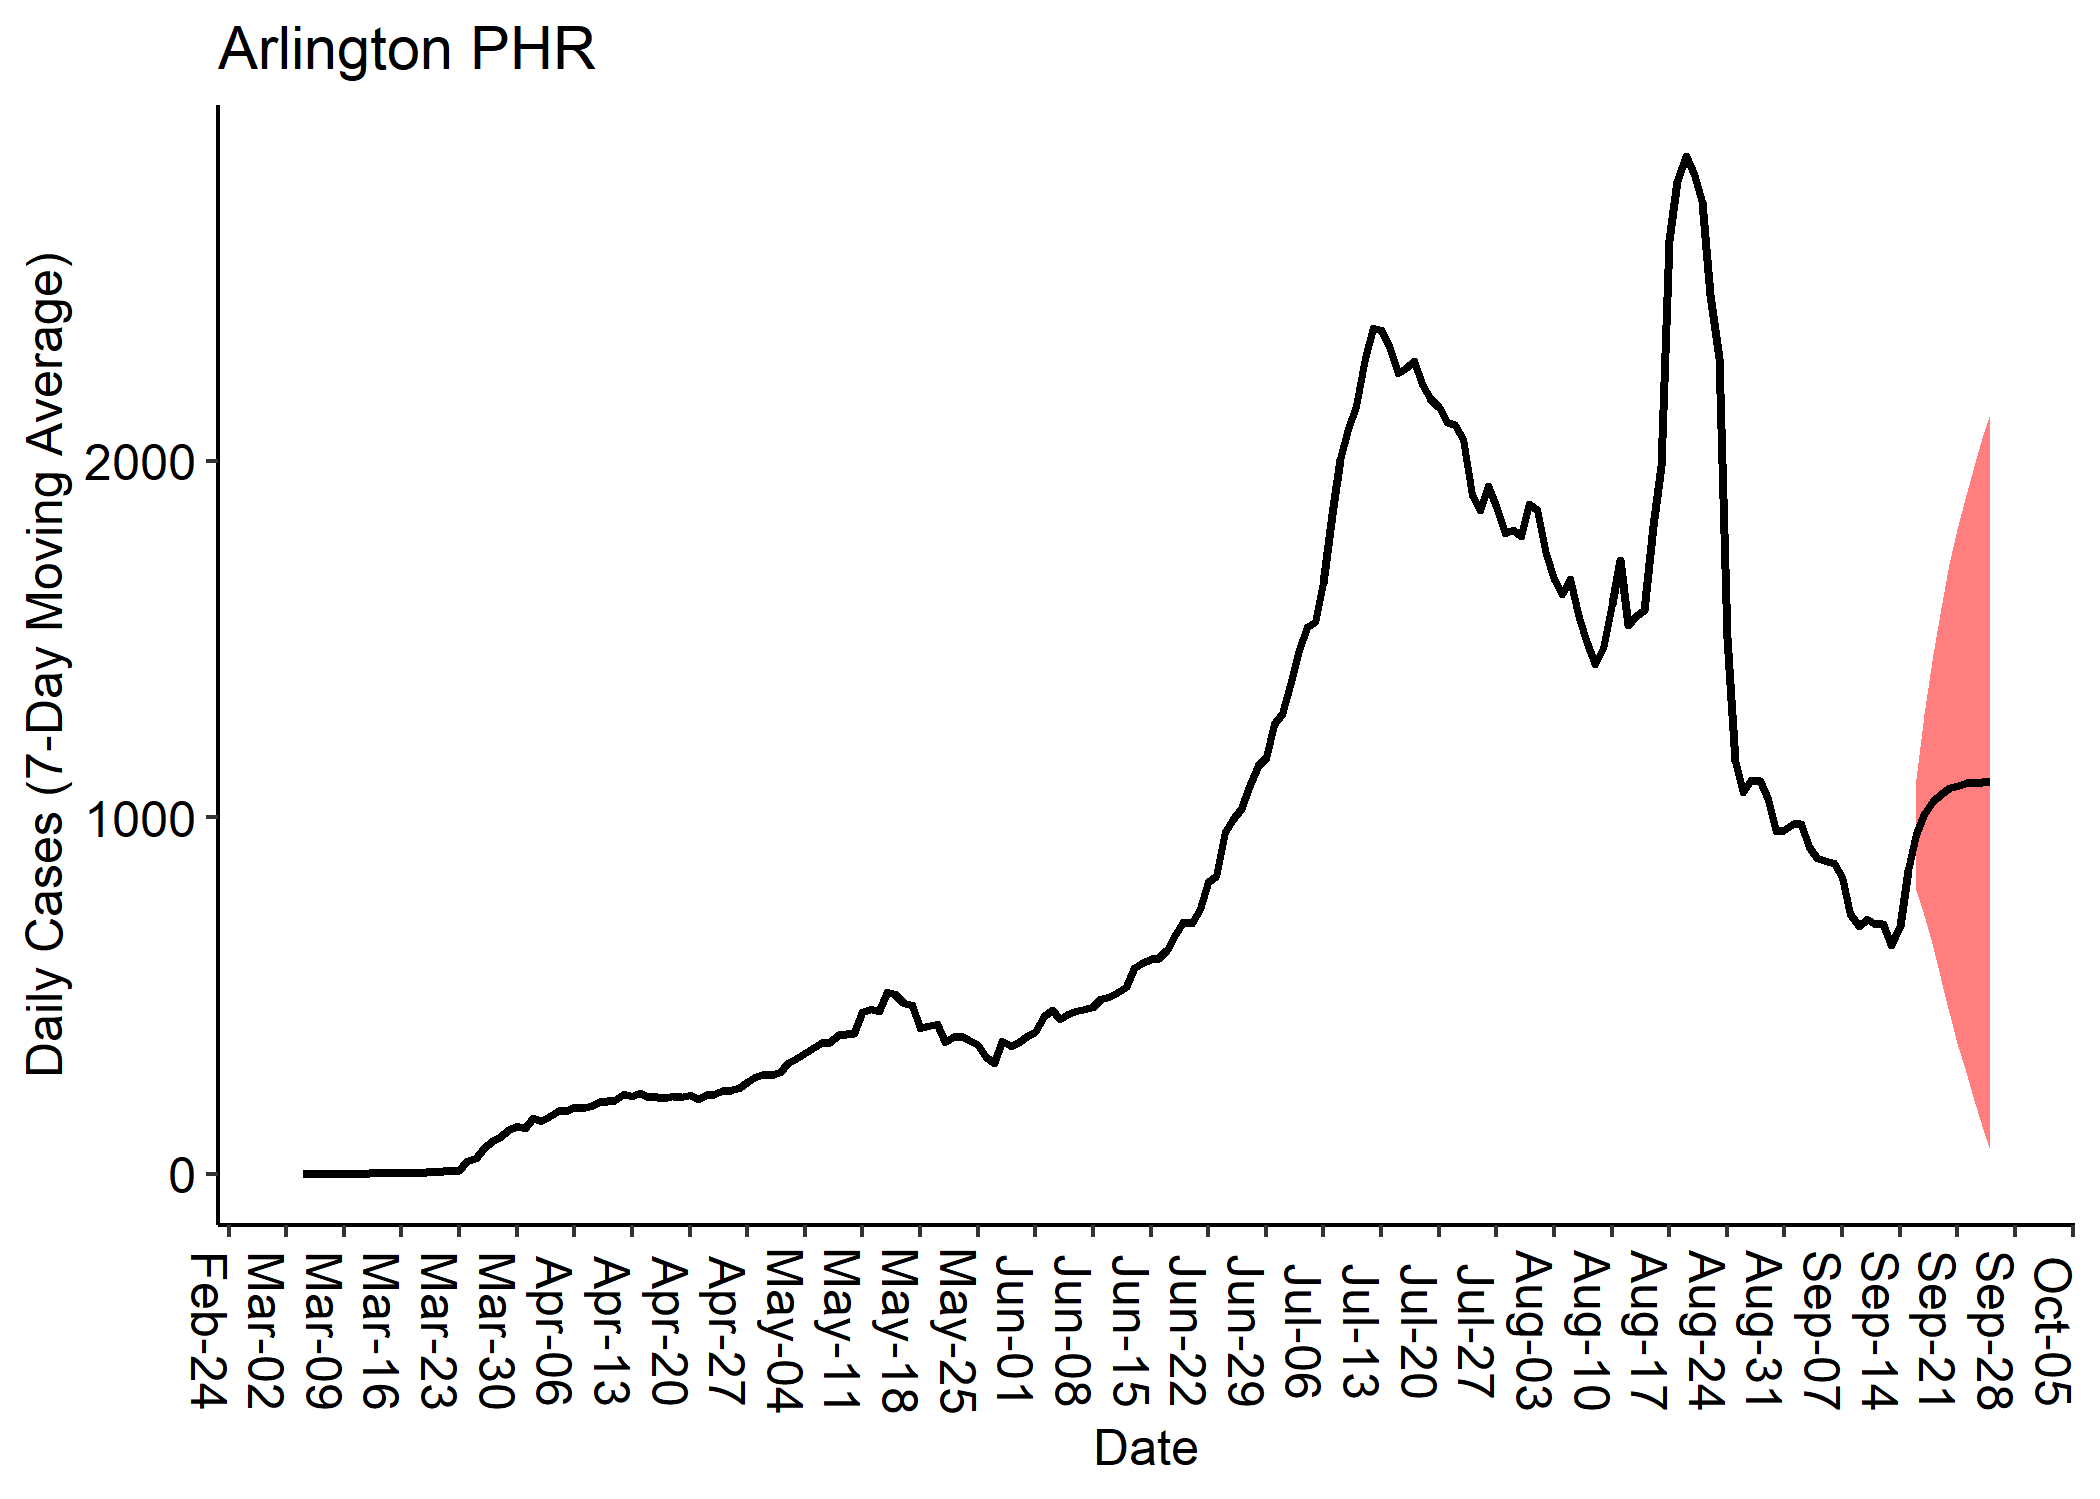 Arlington PHR
Daily Cases (7-Day Moving Average)
2000
1000
0
Feb-24
Mar-02
Mar-09
Mar-16
Mar-23
Mar-30
Apr-06
Apr-13
Apr-20
Apr-27
May-04
May-11
May-18
May-25
Jun-01
Jun-08
Jun-15
Jun-22
Jun-29
Jul-06
Jul-13
Jul-20
Jul-27
Aug-03
Aug-10
Aug-17
Aug-24
Aug-31
Sep-07
Sep-14
Sep-21
Sep-28
Oct-05
Date